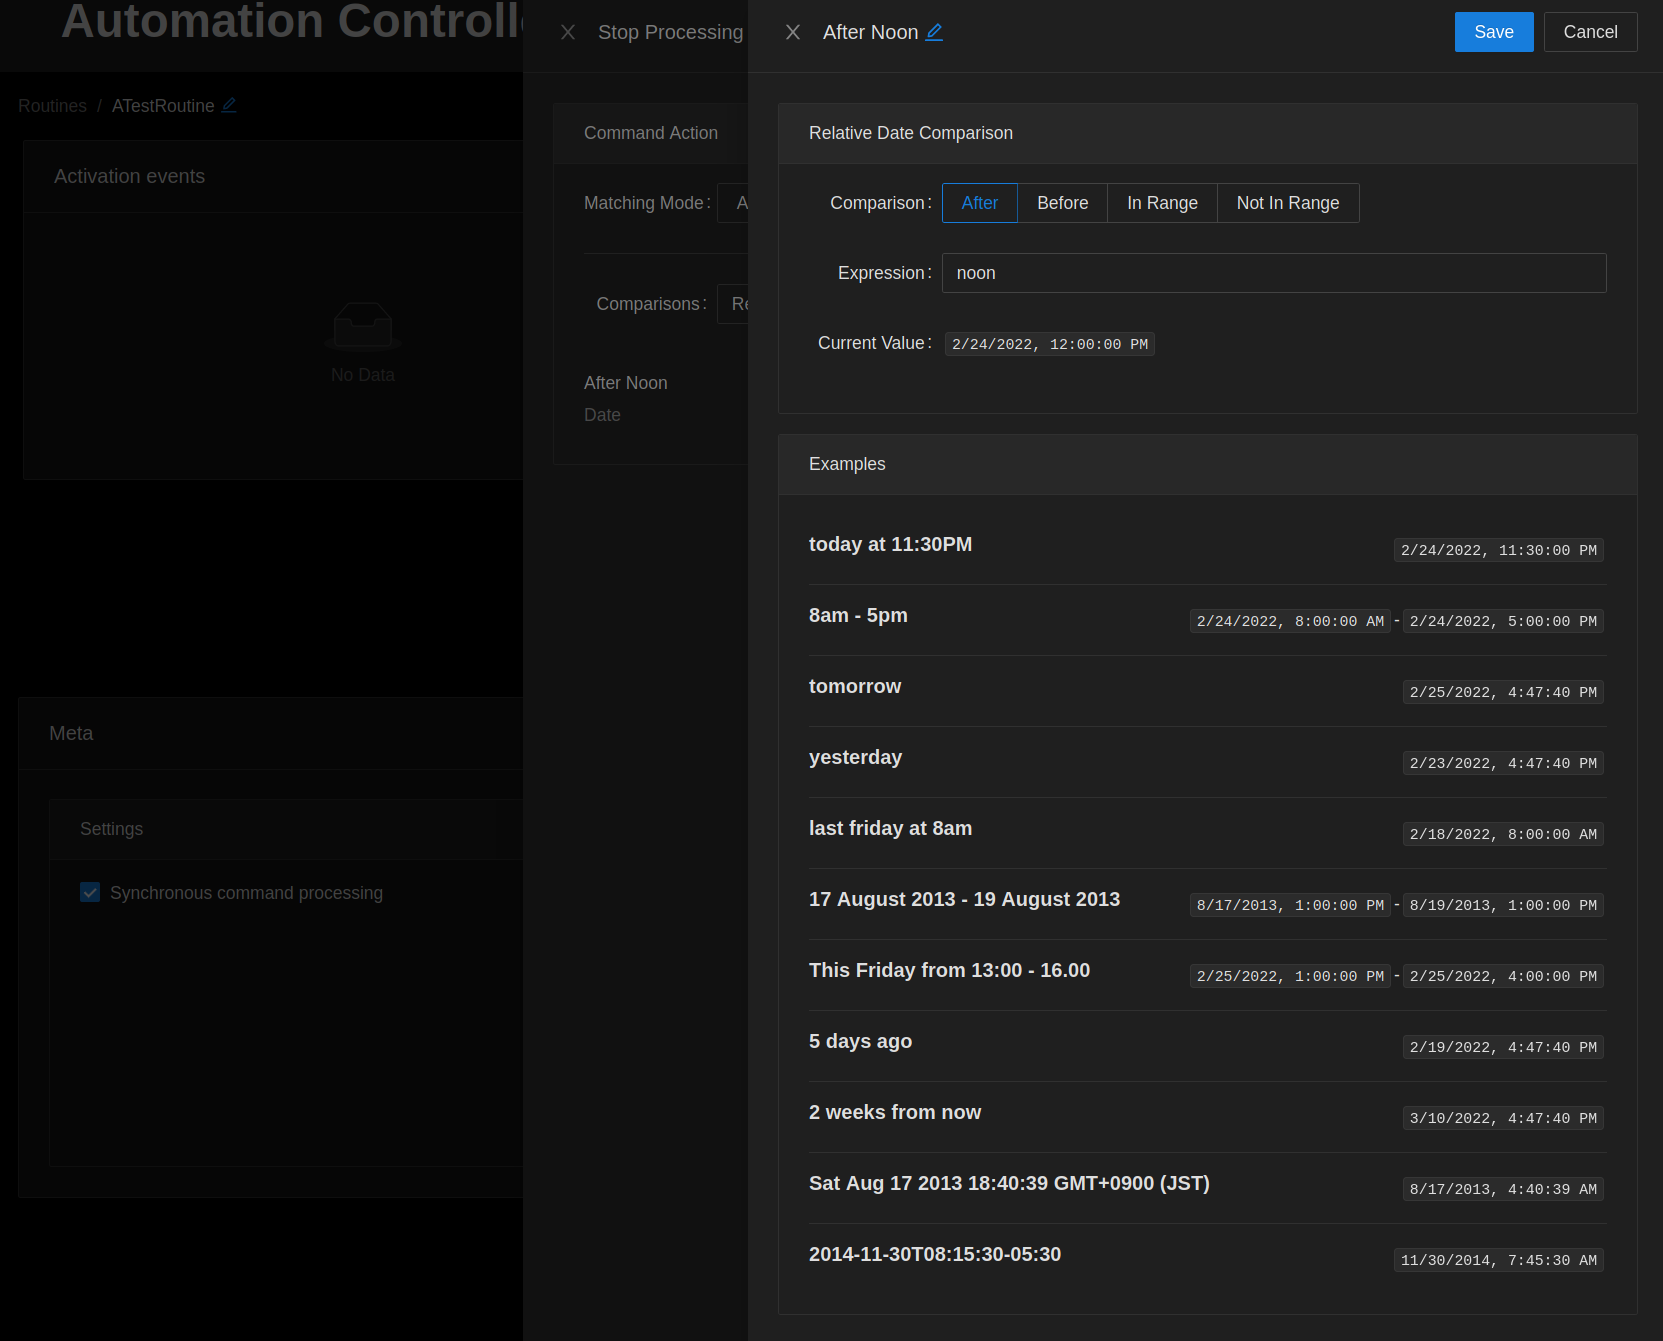 Automation Controlle
Routines / ATestRoutine
Activation events
No Data
Meta
Settings
Synchronous command processing
Stop Processing
Command Action
Matching Mode: A
Comparisons: Re
After Noon
Date
After Noon
Save
Cancel
Relative Date Comparison
Comparison: After Before In Range Not In Range
Expression: noon
Current Value: 2/24/2022, 12:00:00 PM
Examples
today at 11:30PM 2/24/2022, 11:30:00 PM
8am - 5pm 2/24/2022, 8:00:00 AM - 2/24/2022, 5:00:00 PM
tomorrow 2/25/2022, 4:47:40 PM
yesterday 2/23/2022, 4:47:40 PM
last friday at 8am 2/18/2022, 8:00:00 AM
17 August 2013 - 19 August 2013 8/17/2013, 1:00:00 PM - 8/19/2013, 1:00:00 PM
This Friday from 13:00 - 16.00 2/25/2022, 1:00:00 PM - 2/25/2022, 4:00:00 PM
5 days ago 2/19/2022, 4:47:40 PM
2 weeks from now 3/10/2022, 4:47:40 PM
Sat Aug 17 2013 18:40:39 GMT+0900 (JST) 8/17/2013, 4:40:39 AM
2014-11-30T08:15:30-05:30 11/30/2014, 7:45:30 AM